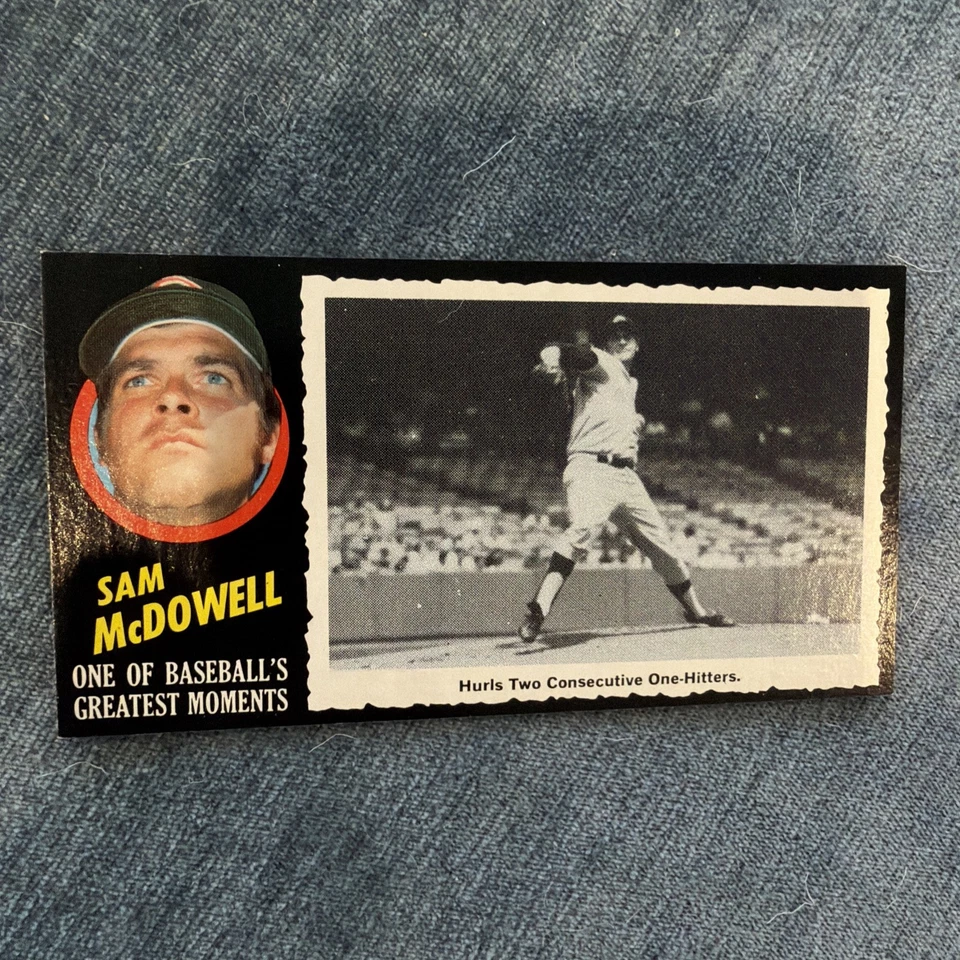 SAM
McDOWELL
ONE OF BASEBALL'S
GREATEST MOMENTS
Hurls Two Consecutive One-Hitters.